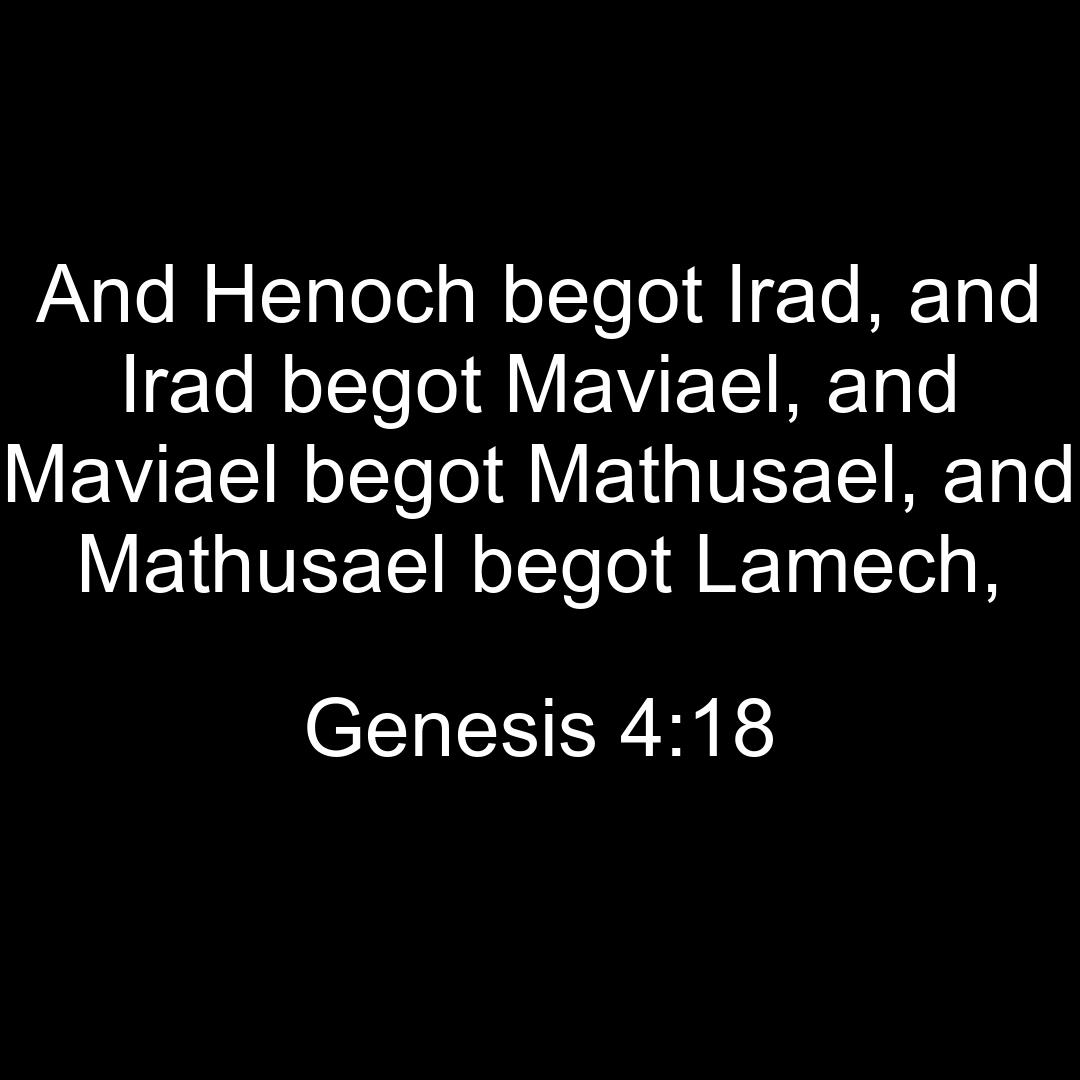 And Henoch begot Irad, and
Irad begot Maviael, and
Maviael begot Mathusael, and
Mathusael begot Lamech,
Genesis 4:18